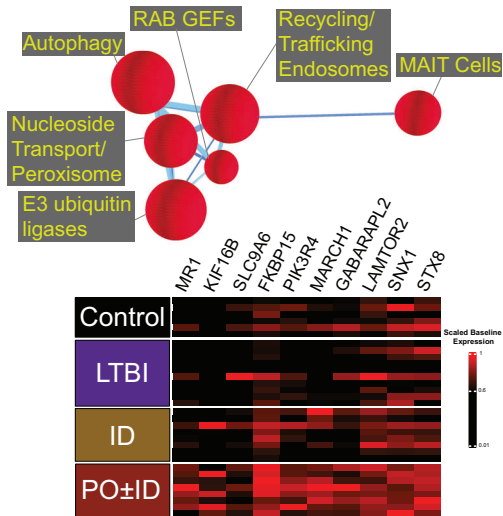 RAB GEFs
Autophagy
Recycling/
Trafficking
Endosomes
MAIT Cells
Nucleoside
Transport/
Peroxisome
E3 ubiquitin
ligases
MR1
KIF16B
SLC9A6
FKBP15
PIK3R4
MARCH1
GABARAPL2
LAMTOR2
SNX1
STX8
Control
LTBI
ID
PO±ID
Scaled Baseline
Expression
1
0.6
0.01